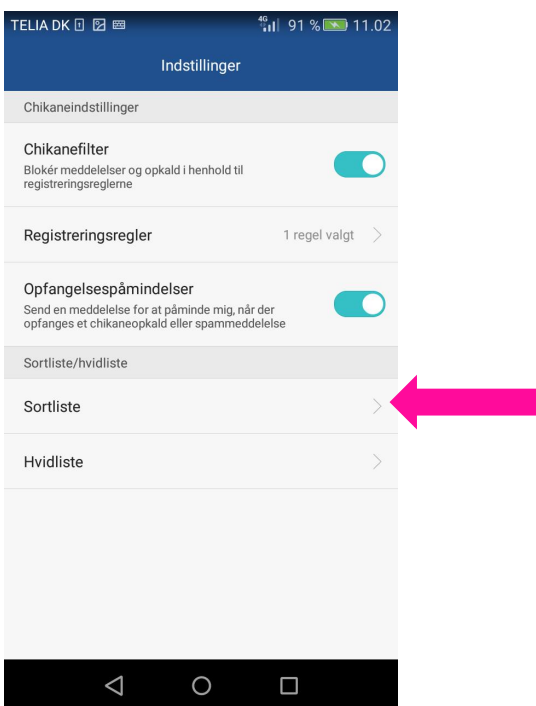 TELIA DK 4G 91 % 11.02
Indstillinger
Chikaneindstillinger
Chikanefilter
Blokér meddelelser og opkald i henhold til
registreringsreglerne
Registreringsregler 1 regel valgt
Opfangelsespåmindelser
Send en meddelelse for at påminde mig, når der
opfanges et chikaneopkald eller spammeddelelse
Sortliste/hvidliste
Sortliste
Hvidliste